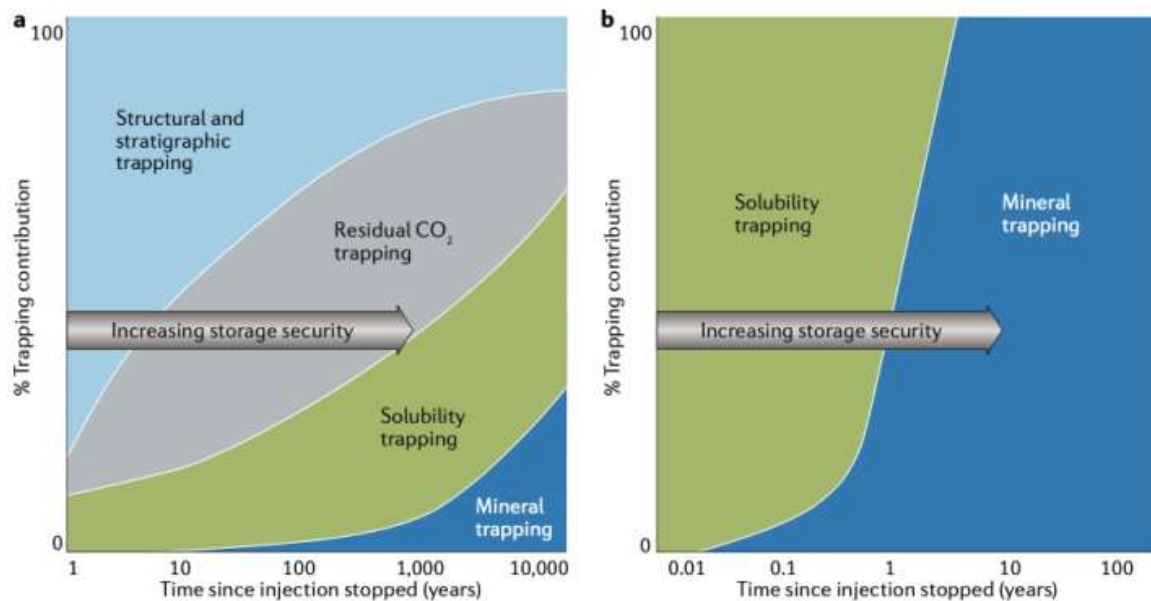 a
100
% Trapping contribution
0
Structural and
stratigraphic
trapping
Residual CO₂
trapping
Increasing storage security
Solubility
trapping
Mineral
trapping
1 10 100 1,000 10,000
Time since injection stopped (years)
b
100
% Trapping contribution
0
Solubility
trapping
Mineral
trapping
Increasing storage security
0.01 0.1 1 10 100
Time since injection stopped (years)